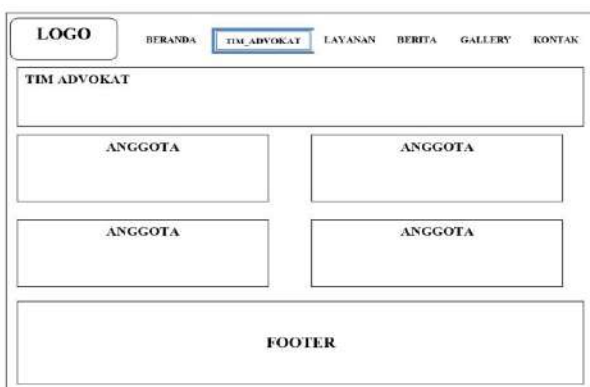 LOGO
BERANDA TIM_ADVOKAT LAYANAN BERITA GALLERY KONTAK
TIM ADVOKAT
ANGGOTA ANGGOTA
ANGGOTA ANGGOTA
FOOTER